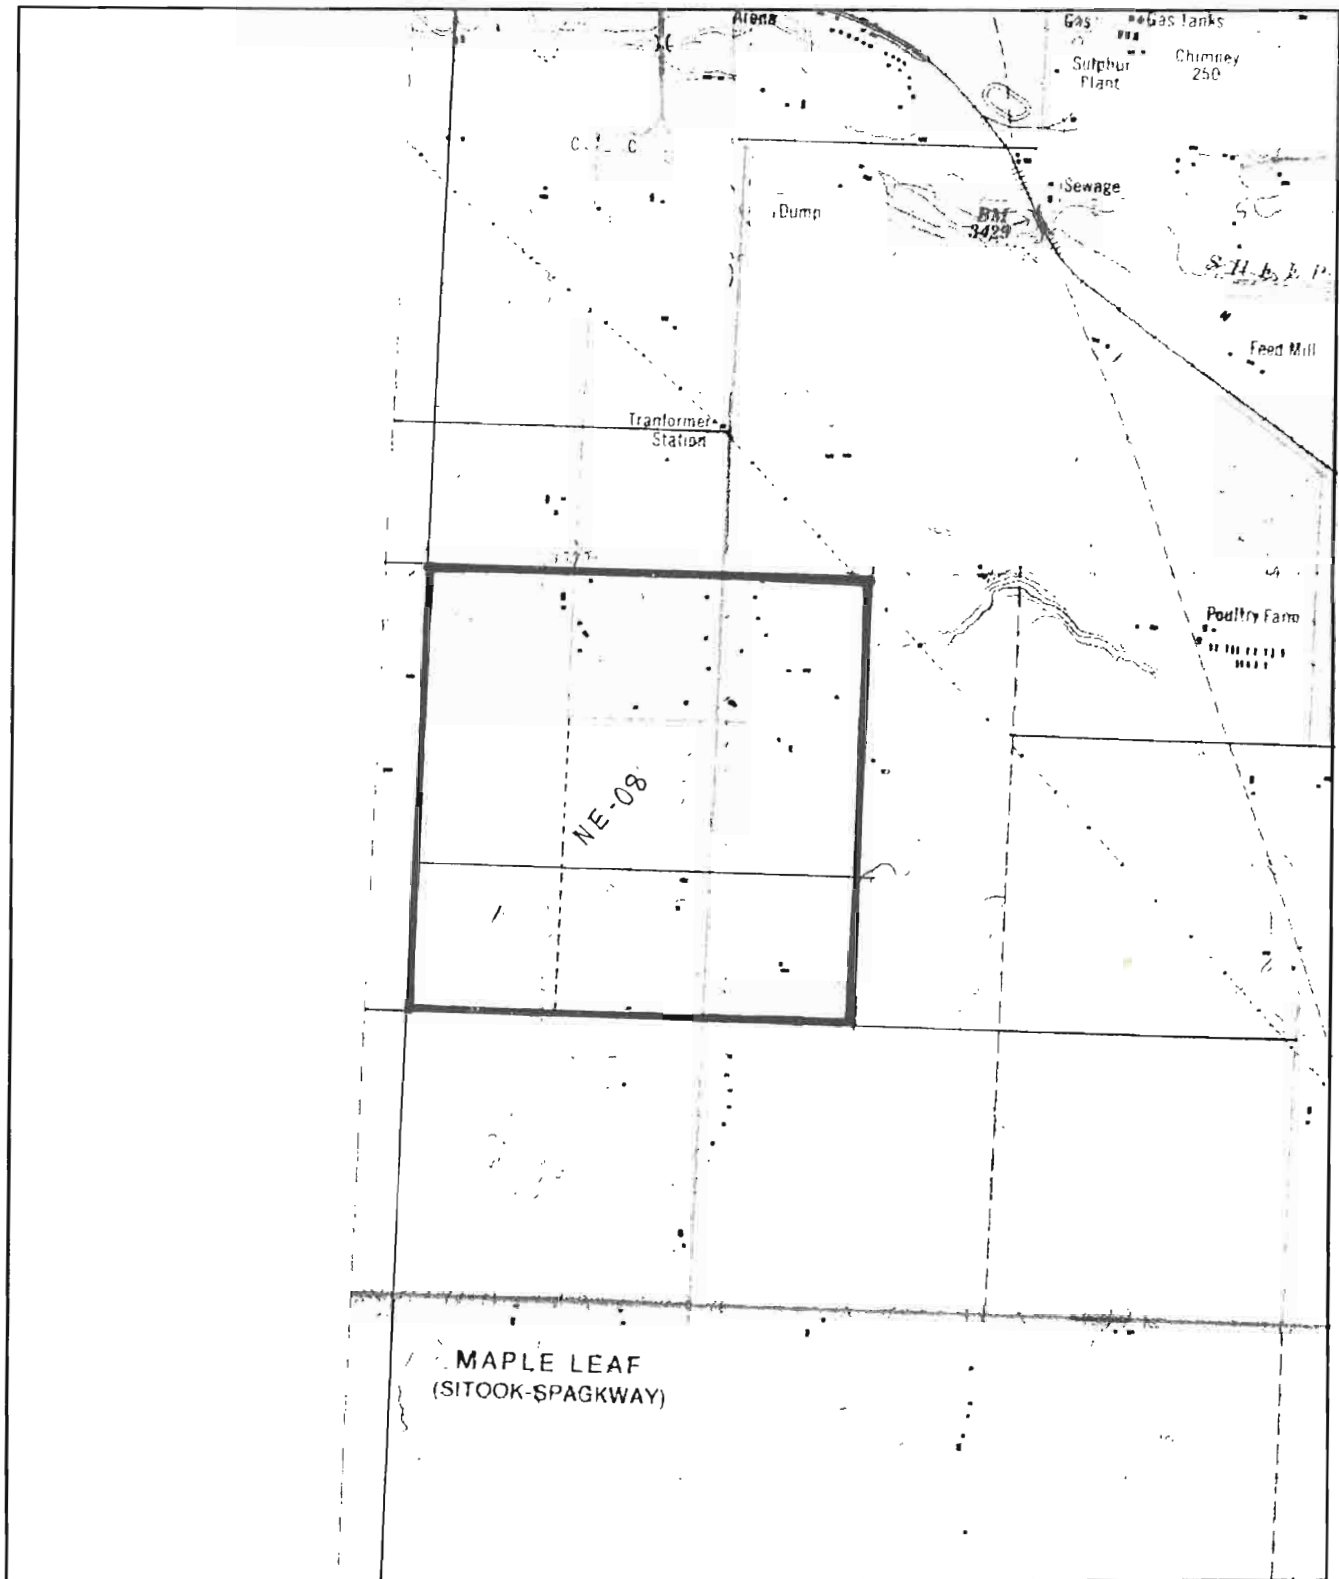 Arena
Gas
Gas Tanks
Sulphur
Plant
Chimney
250
Dump
Sewage
BM
3429
SHEEP
Feed Mill
Tranformer
Station
Poultry Farm
NE-08
MAPLE LEAF
(SITOOK-SPAGKWAY)